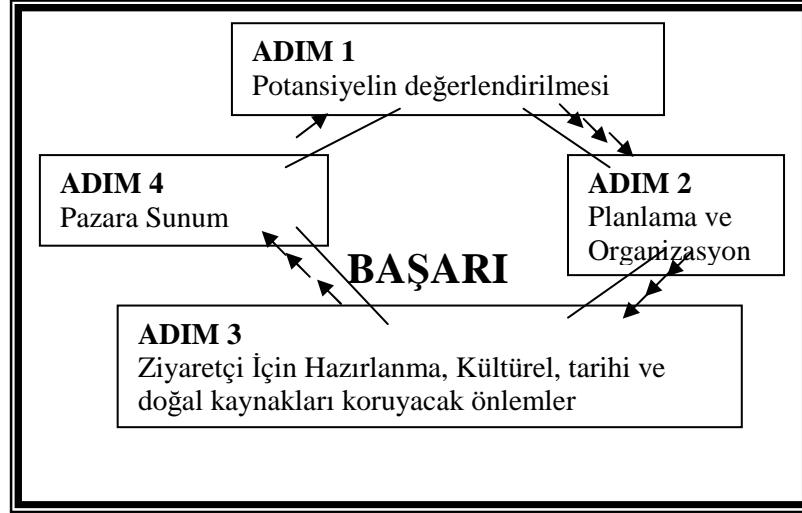 ADIM 1
Potansiyelin değerlendirilmesi
ADIM 2
Planlama ve
Organizasyon
ADIM 3
Ziyaretçi İçin Hazırlanma, Kültürel, tarihi ve
doğal kaynakları koruyacak önlemler
ADIM 4
Pazara Sunum
BAŞARI